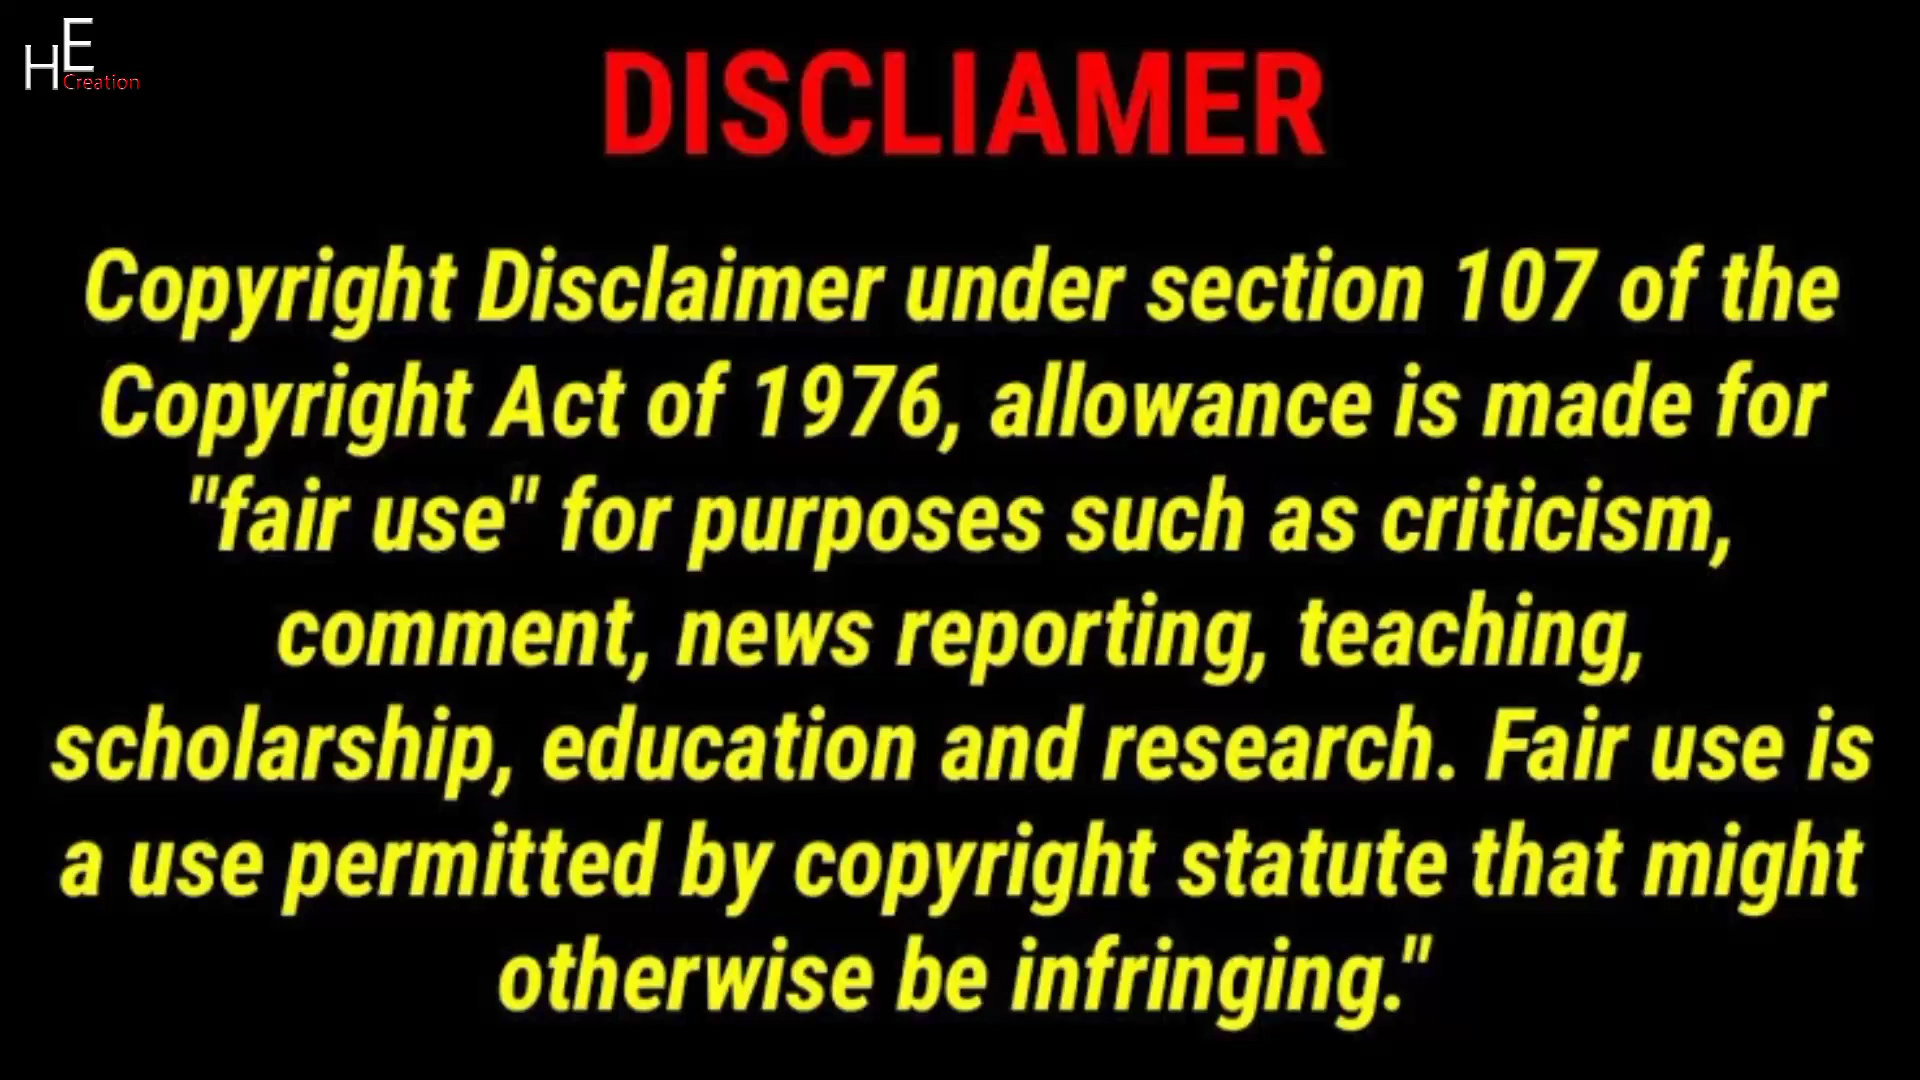 HE
Creation
DISCLIAMER
Copyright Disclaimer under section 107 of the
Copyright Act of 1976, allowance is made for
"fair use" for purposes such as criticism,
comment, news reporting, teaching,
scholarship, education and research. Fair use is
a use permitted by copyright statute that might
otherwise be infringing."